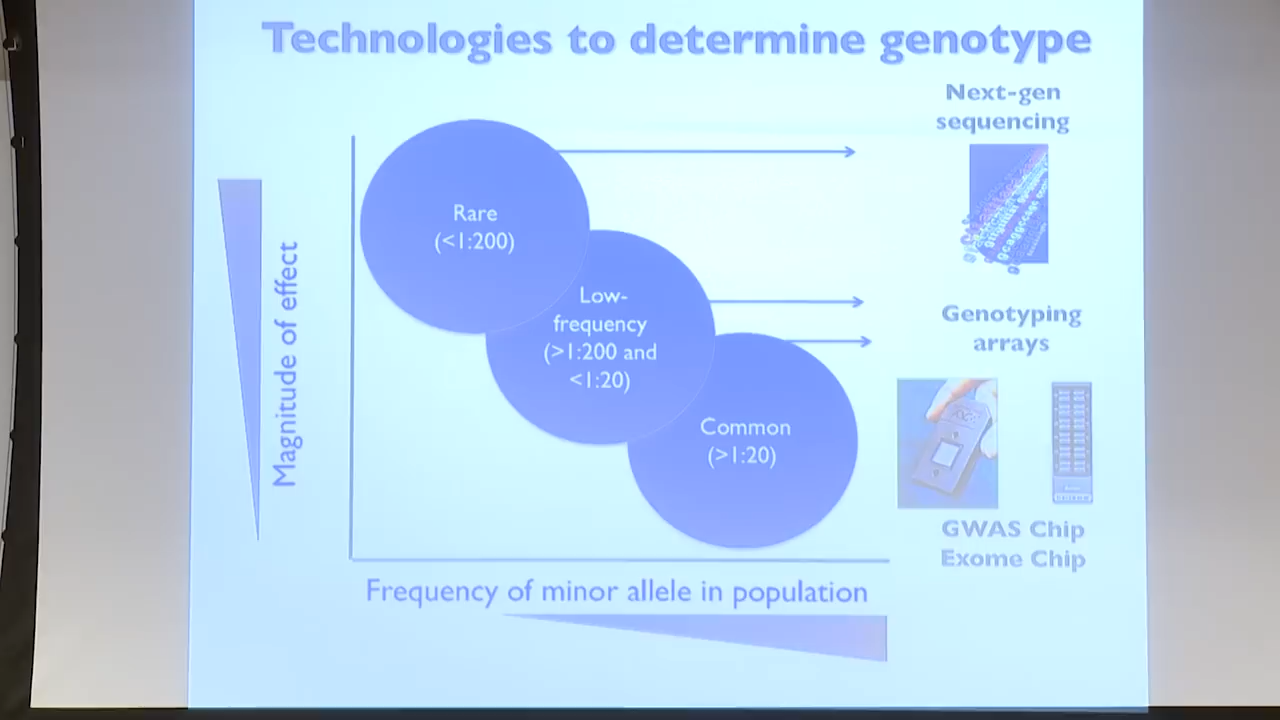 Technologies to determine genotype
Next-gen
sequencing
Rare
(<1:200)
Low-
frequency
(>1:200 and
<1:20)
Common
(>1:20)
Genotyping
arrays
GWAS Chip
Exome Chip
Magnitude of effect
Frequency of minor allele in population